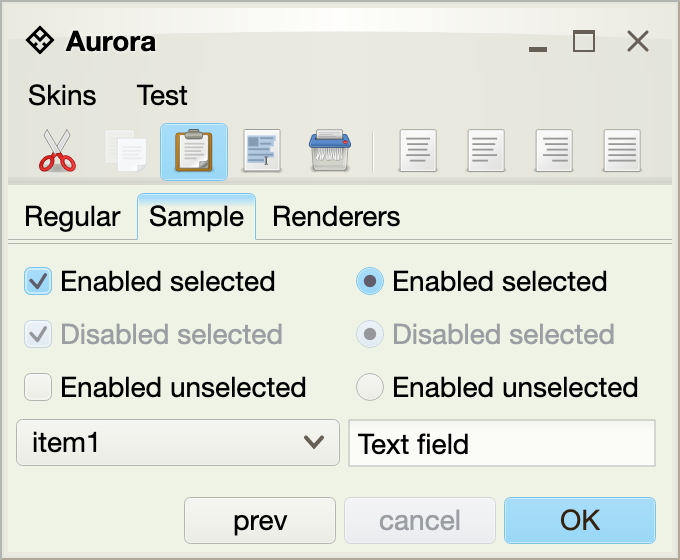 Aurora
Skins Test
Regular Sample Renderers
Enabled selected Enabled selected
Disabled selected Disabled selected
Enabled unselected Enabled unselected
item1 Text field
prev cancel OK